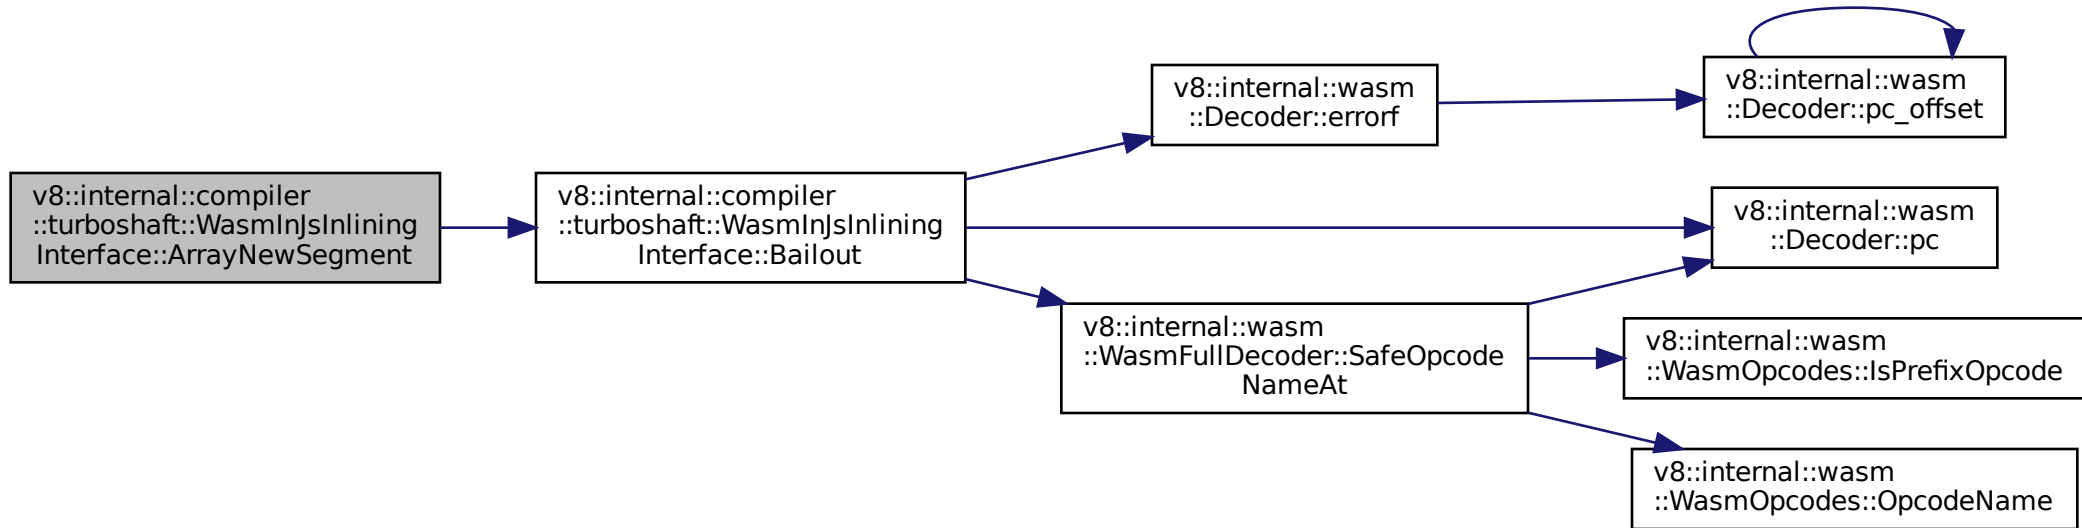 v8::internal::compiler
::turboshaft::WasmInJsInlining
Interface::ArrayNewSegment
v8::internal::compiler
::turboshaft::WasmInJsInlining
Interface::Bailout
v8::internal::wasm
::Decoder::errorf
v8::internal::wasm
::Decoder::pc_offset
v8::internal::wasm
::Decoder::pc
v8::internal::wasm
::WasmFullDecoder::SafeOpcode
NameAt
v8::internal::wasm
::WasmOpcodes::IsPrefixOpcode
v8::internal::wasm
::WasmOpcodes::OpcodeName